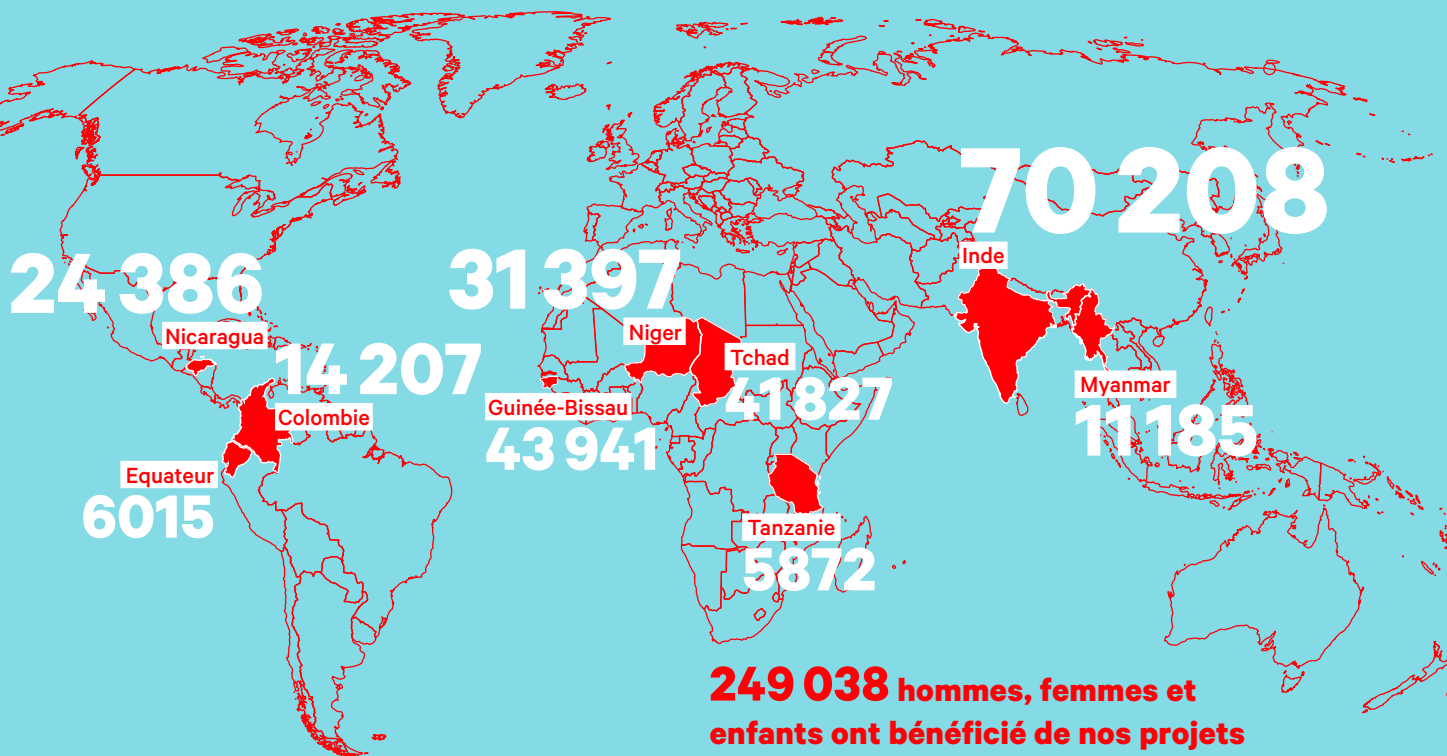 70 208
Inde
24 386
Nicaragua
31 397
Niger
14 207
Colombie
Tchad
41 827
Guinée-Bissau
43 941
Myanmar
11 185
Equateur
6015
Tanzanie
5872
249 038 hommes, femmes et
enfants ont bénéficié de nos projets